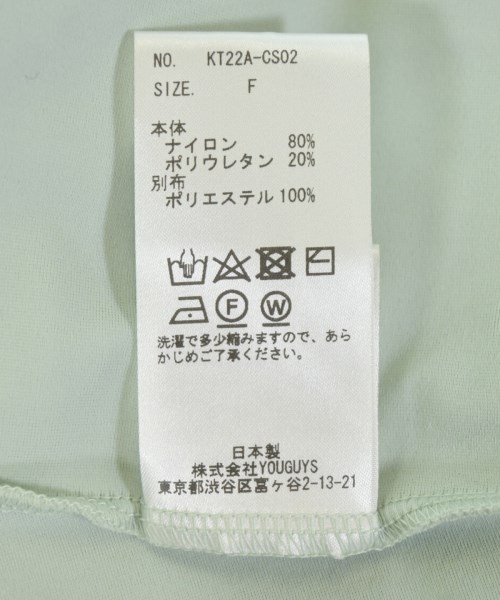 NO. KT22A-CS02
SIZE. F
本体
ナイロン 80%
ポリウレタン 20%
別布
ポリエステル 100%
F W
洗濯で多少縮みますので、あら
かじめご了承ください。
日本製
株式会社YOUGUYS
東京都渋谷区富ヶ谷2-13-21